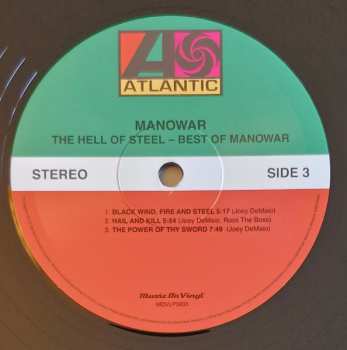 ATLANTIC
MANOWAR
THE HELL OF STEEL – BEST OF MANOWAR
STEREO SIDE 3
1. BLACK WIND, FIRE AND STEEL 5:17 (Joey DeMaio)
2. HAIL AND KILL 5:54 (Joey DeMaio, Ross The Boss)
3. THE POWER OF THY SWORD 7:49 (Joey DeMaio)
Music On Vinyl